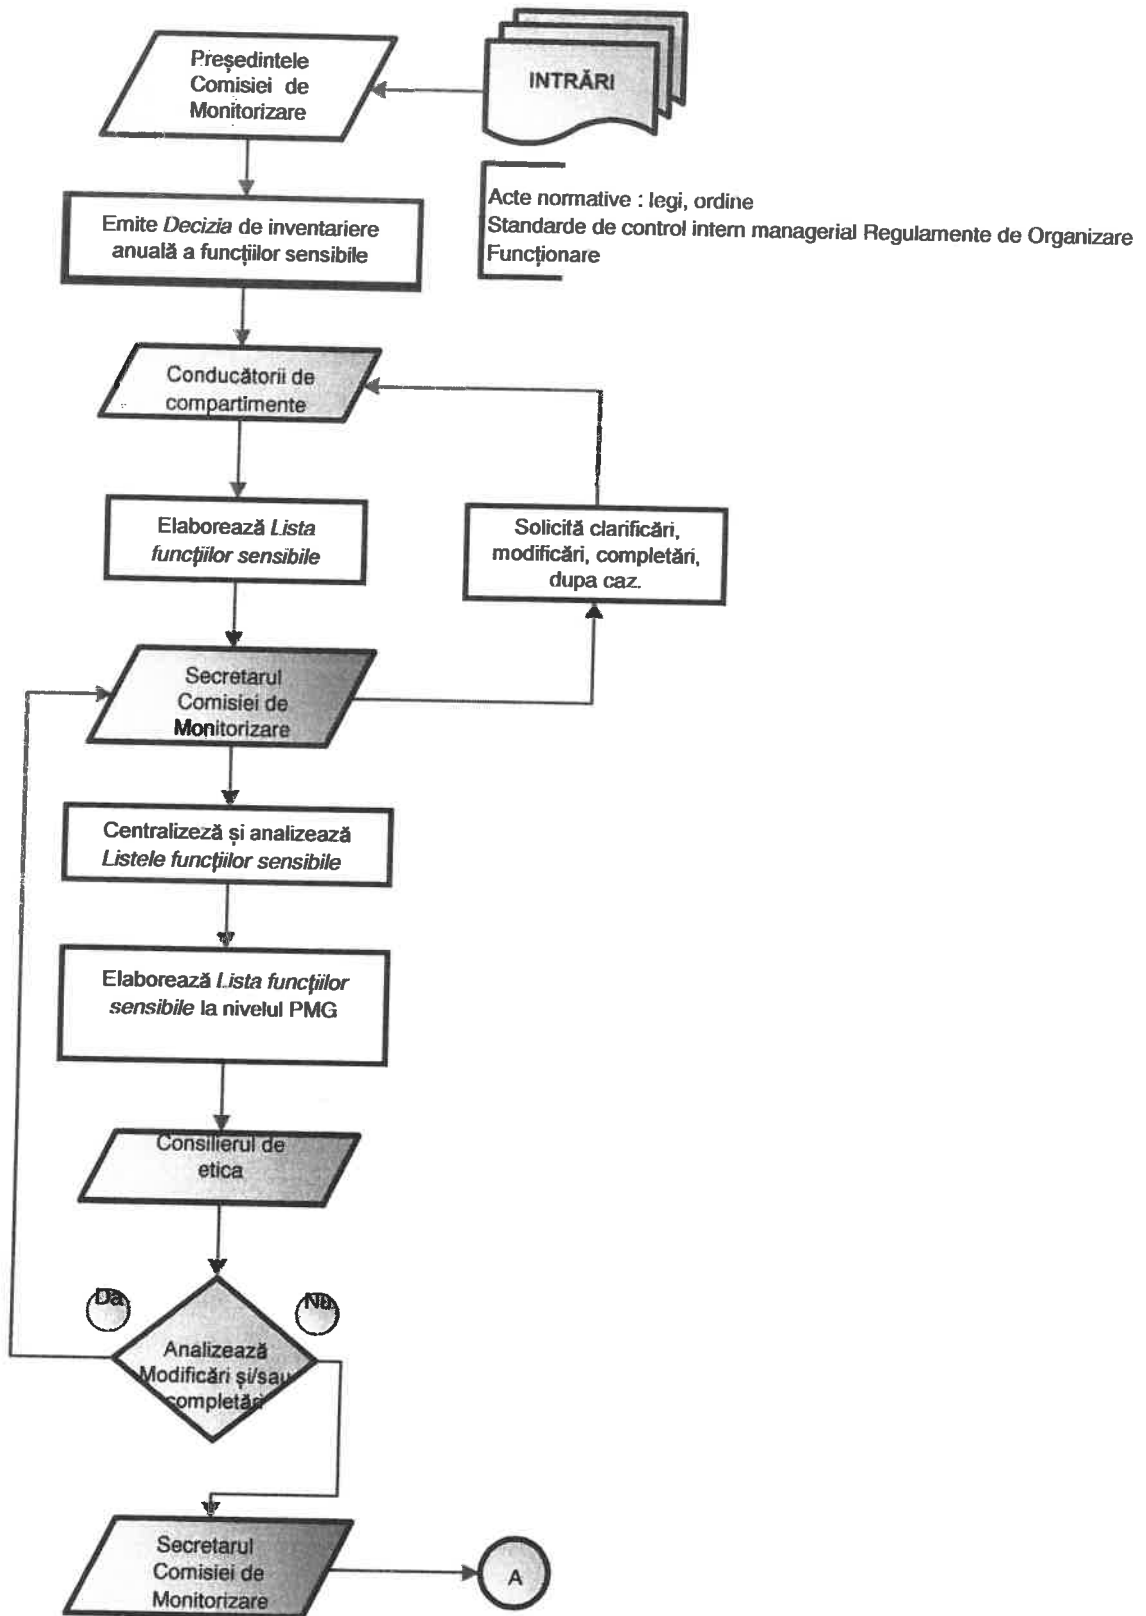 Președintele
Comisiei de
Monitorizare
INTRĂRI
Acte normative : legi, ordine
Standarde de control intern managerial Regulamente de Organizare
Funcționare
Emite Decizia de inventariere
anuală a funcțiilor sensibile
Conducătorii de
compartimente
Elaborează Lista
funcțiilor sensibile
Solicită clarificări,
modificări, completări,
dupa caz.
Secretarul
Comisiei de
Monitorizare
Centralizeză și analizează
Listele funcțiilor sensibile
Elaborează Lista funcțiilor
sensibile la nivelul PMG
Consilierul de
etica
Da
Nu
Analizează
Modificări și/sau
completări
Secretarul
Comisiei de
Monitorizare
A